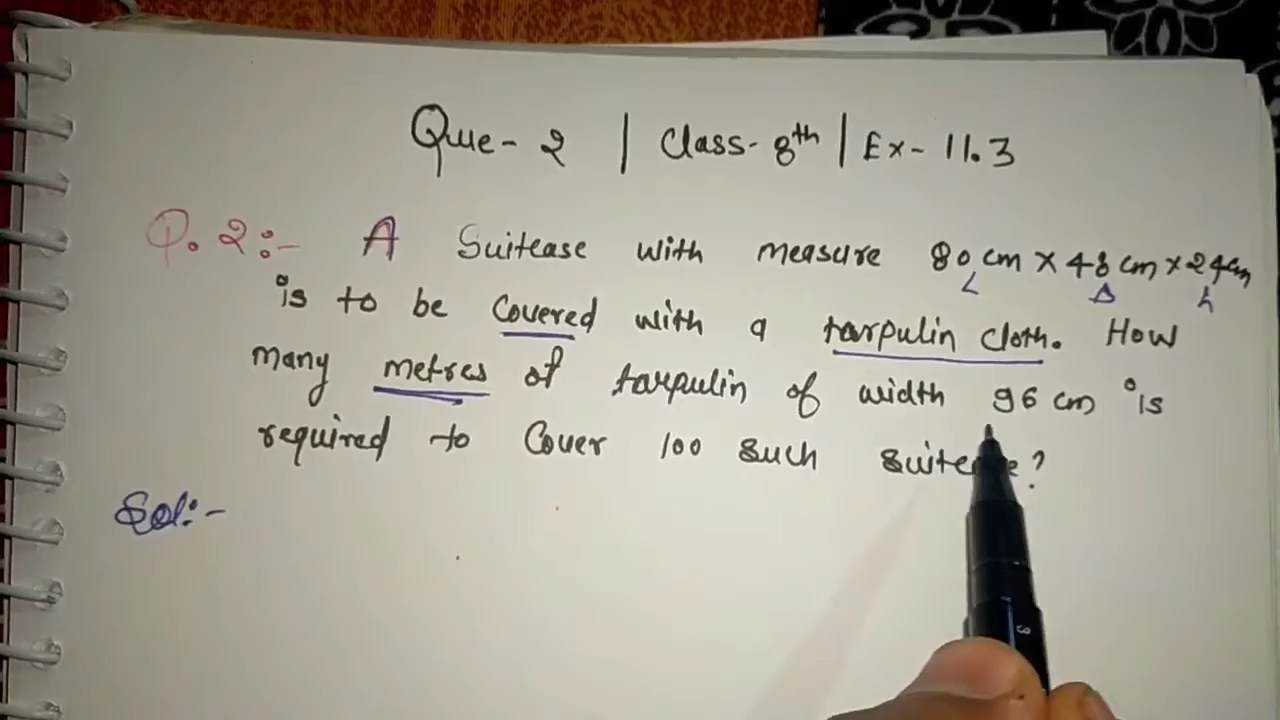 Que- 2 | Class- 8th | Ex- 11.3
Q. 2:- A Suitcase with measure 80 cm x 48 cm x 24 cm
L b h
is to be Covered with a tarpulin cloth. How
many metres of tarpulin of width 96 cm is
required to Cover 100 such ?
Sol:-